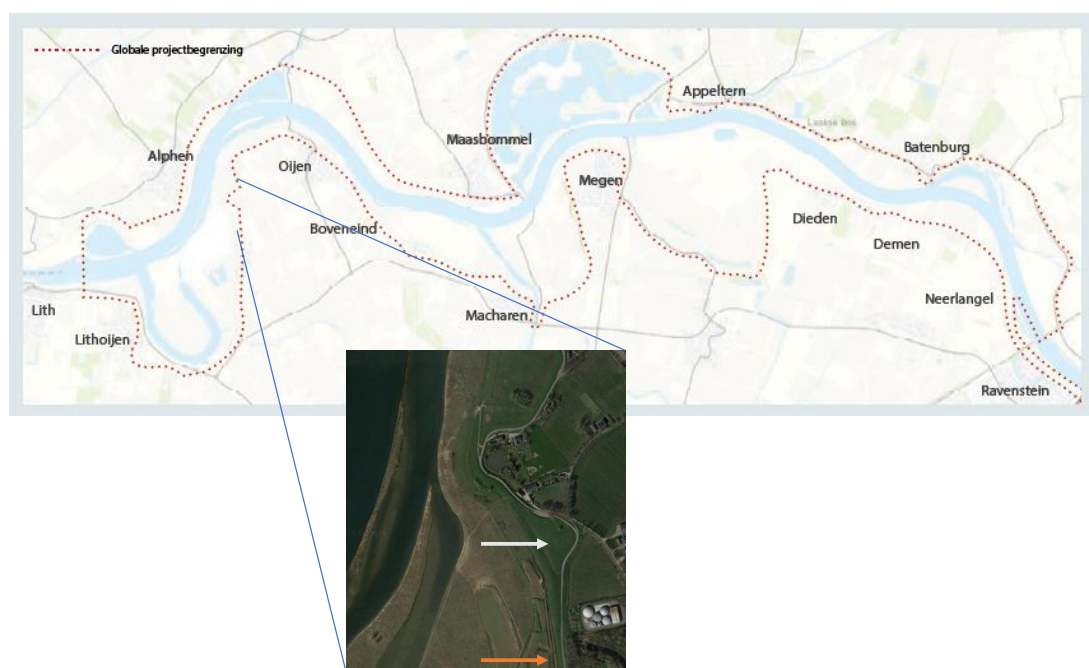 Globale projectbegrenzing
Appeltern
Maasbommel
Batenburg
Alphen
Oijen
Megen
Dieden
Boveneind
Demen
Neerlangel
Lith
Macharen
Lithoijen
Ravenstein